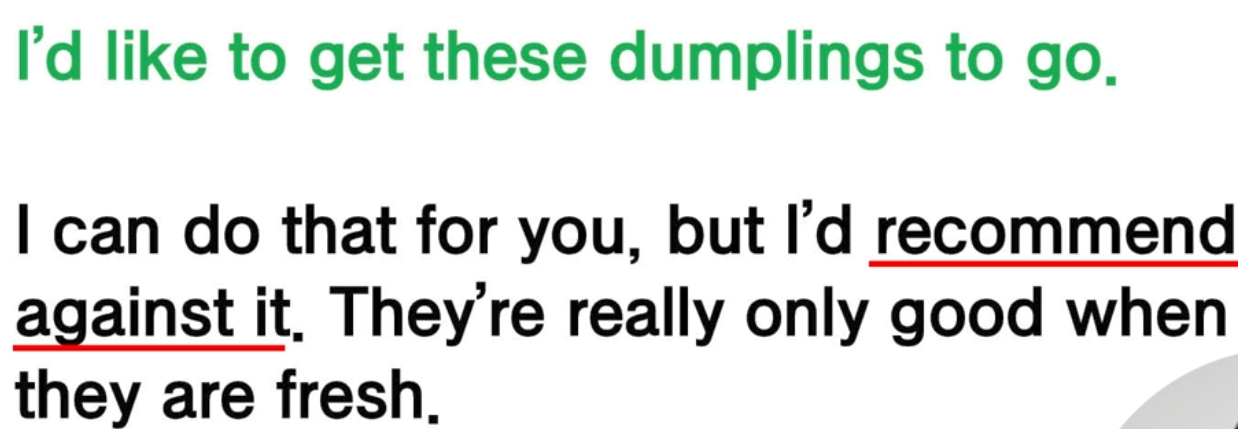 I’d like to get these dumplings to go.
I can do that for you, but I’d recommend
against it. They’re really only good when
they are fresh.